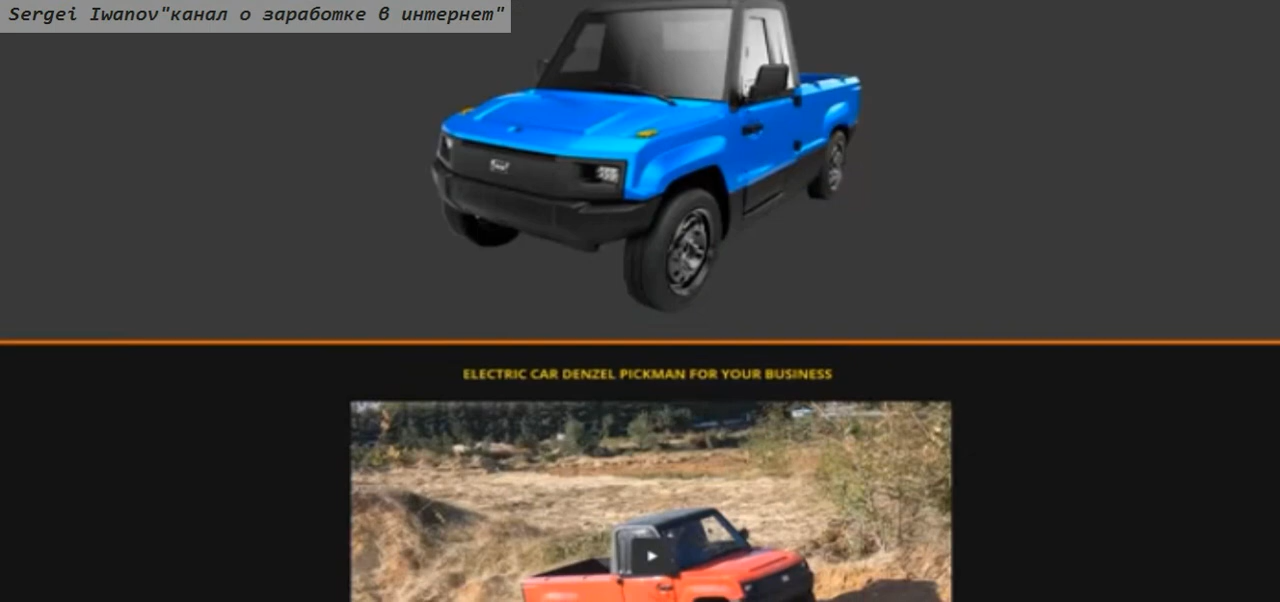 Sergei Iwanov"канал о заработке в интернет"
ELECTRIC CAR DENZEL PICKMAN FOR YOUR BUSINESS